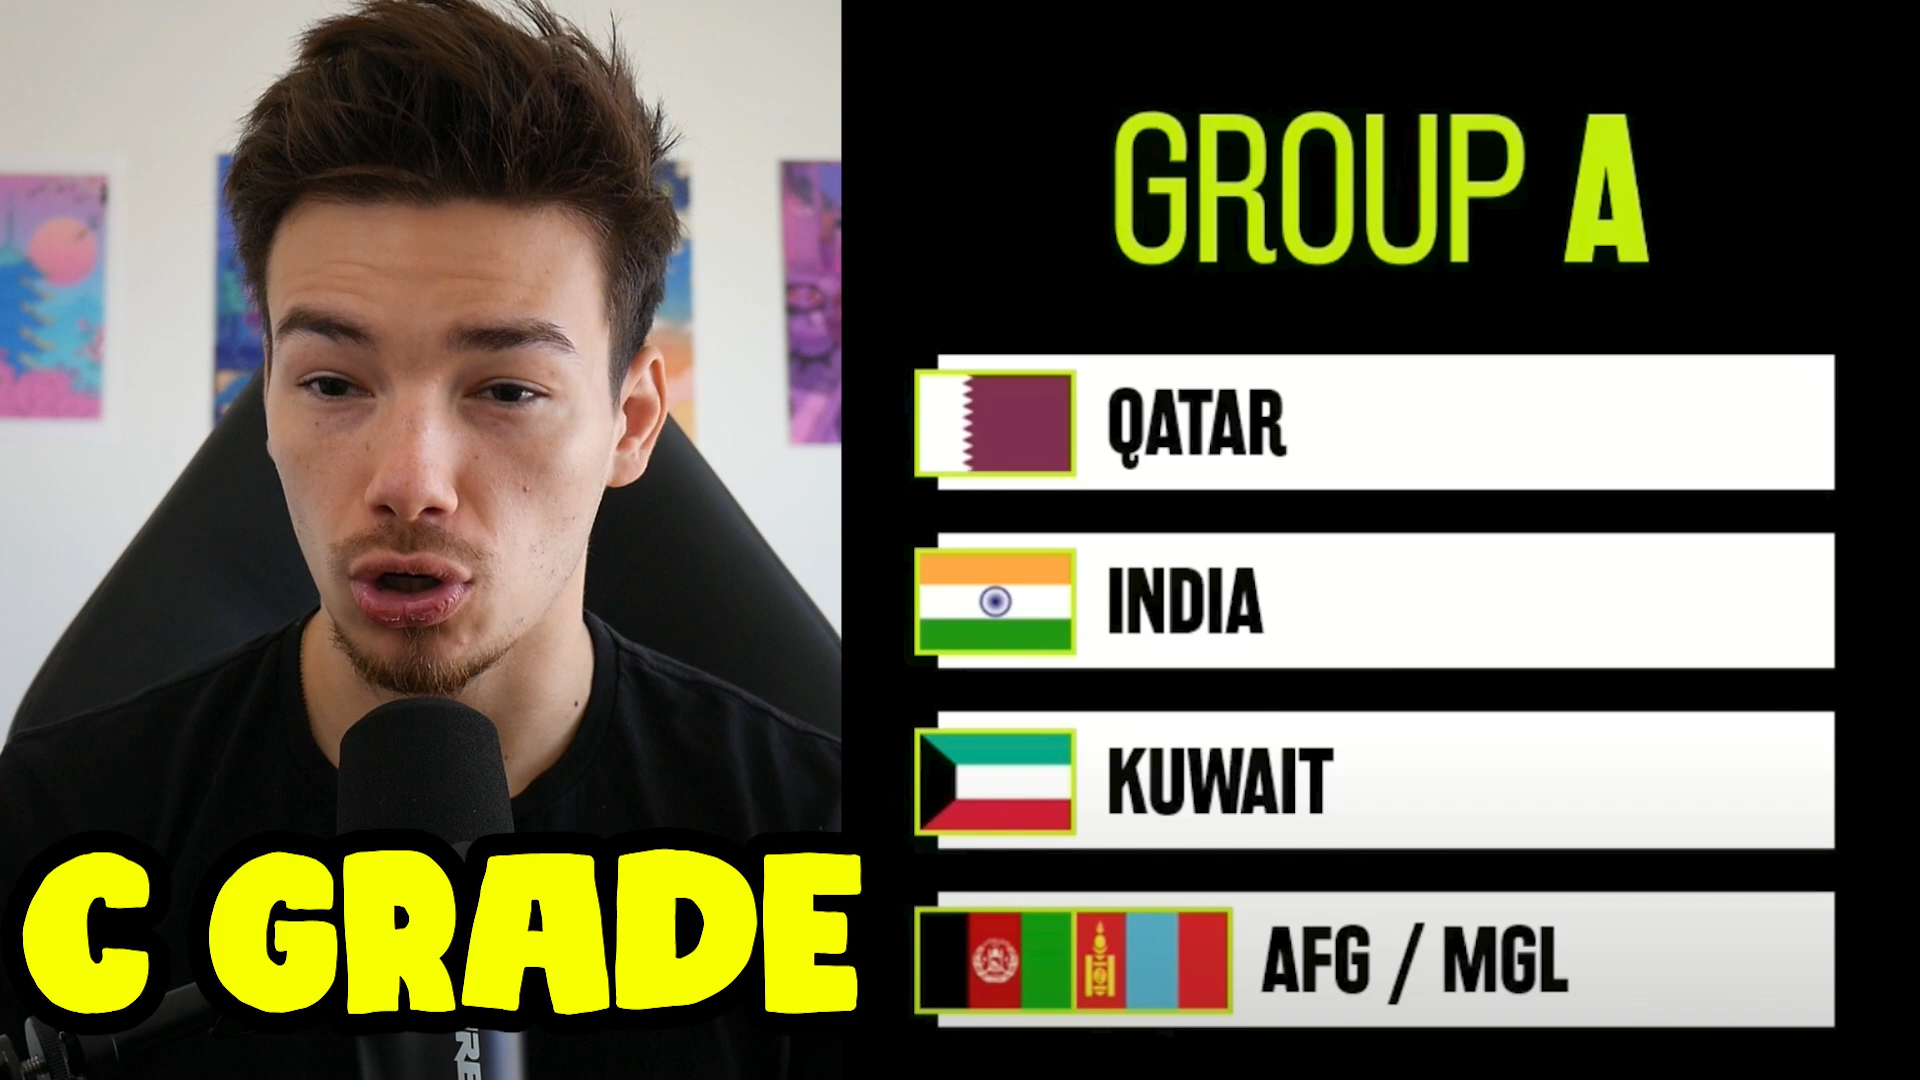 GROUP A
QATAR
INDIA
KUWAIT
AFG / MGL
C GRADE